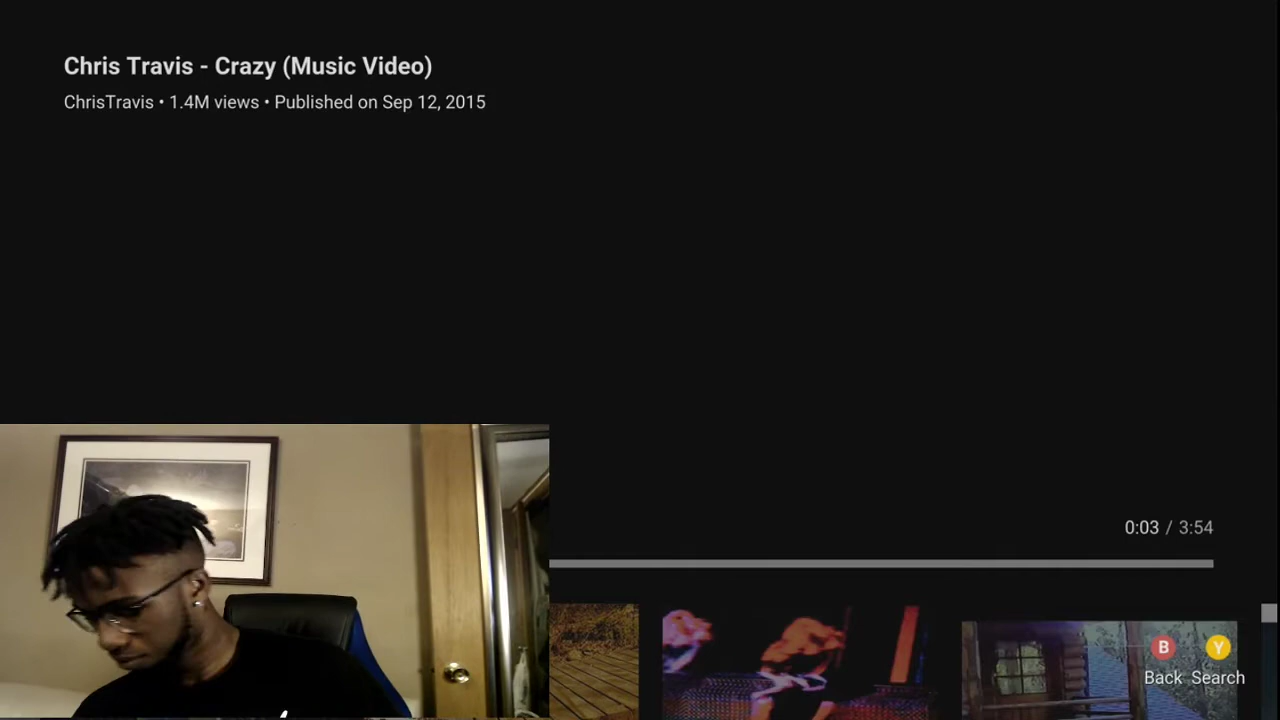 Chris Travis - Crazy (Music Video)
ChrisTravis • 1.4M views • Published on Sep 12, 2015
0:03 / 3:54
B Y
Back Search